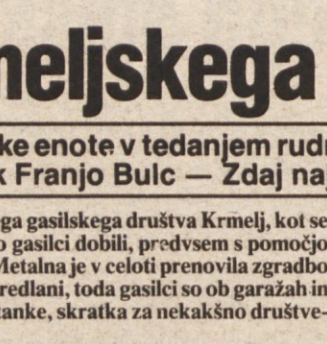 meljskega
ke enote v tedanjem rudn
k Franjo Bulc — Zdaj na
ega gasilskega društva Krmelj, kot se
o gasilci dobili, predvsem s pomočjo
Metalna je v celoti prenovila zgradbo
redlani, toda gasilci so ob garažah in
tanke, skratka za nekakšno društve-